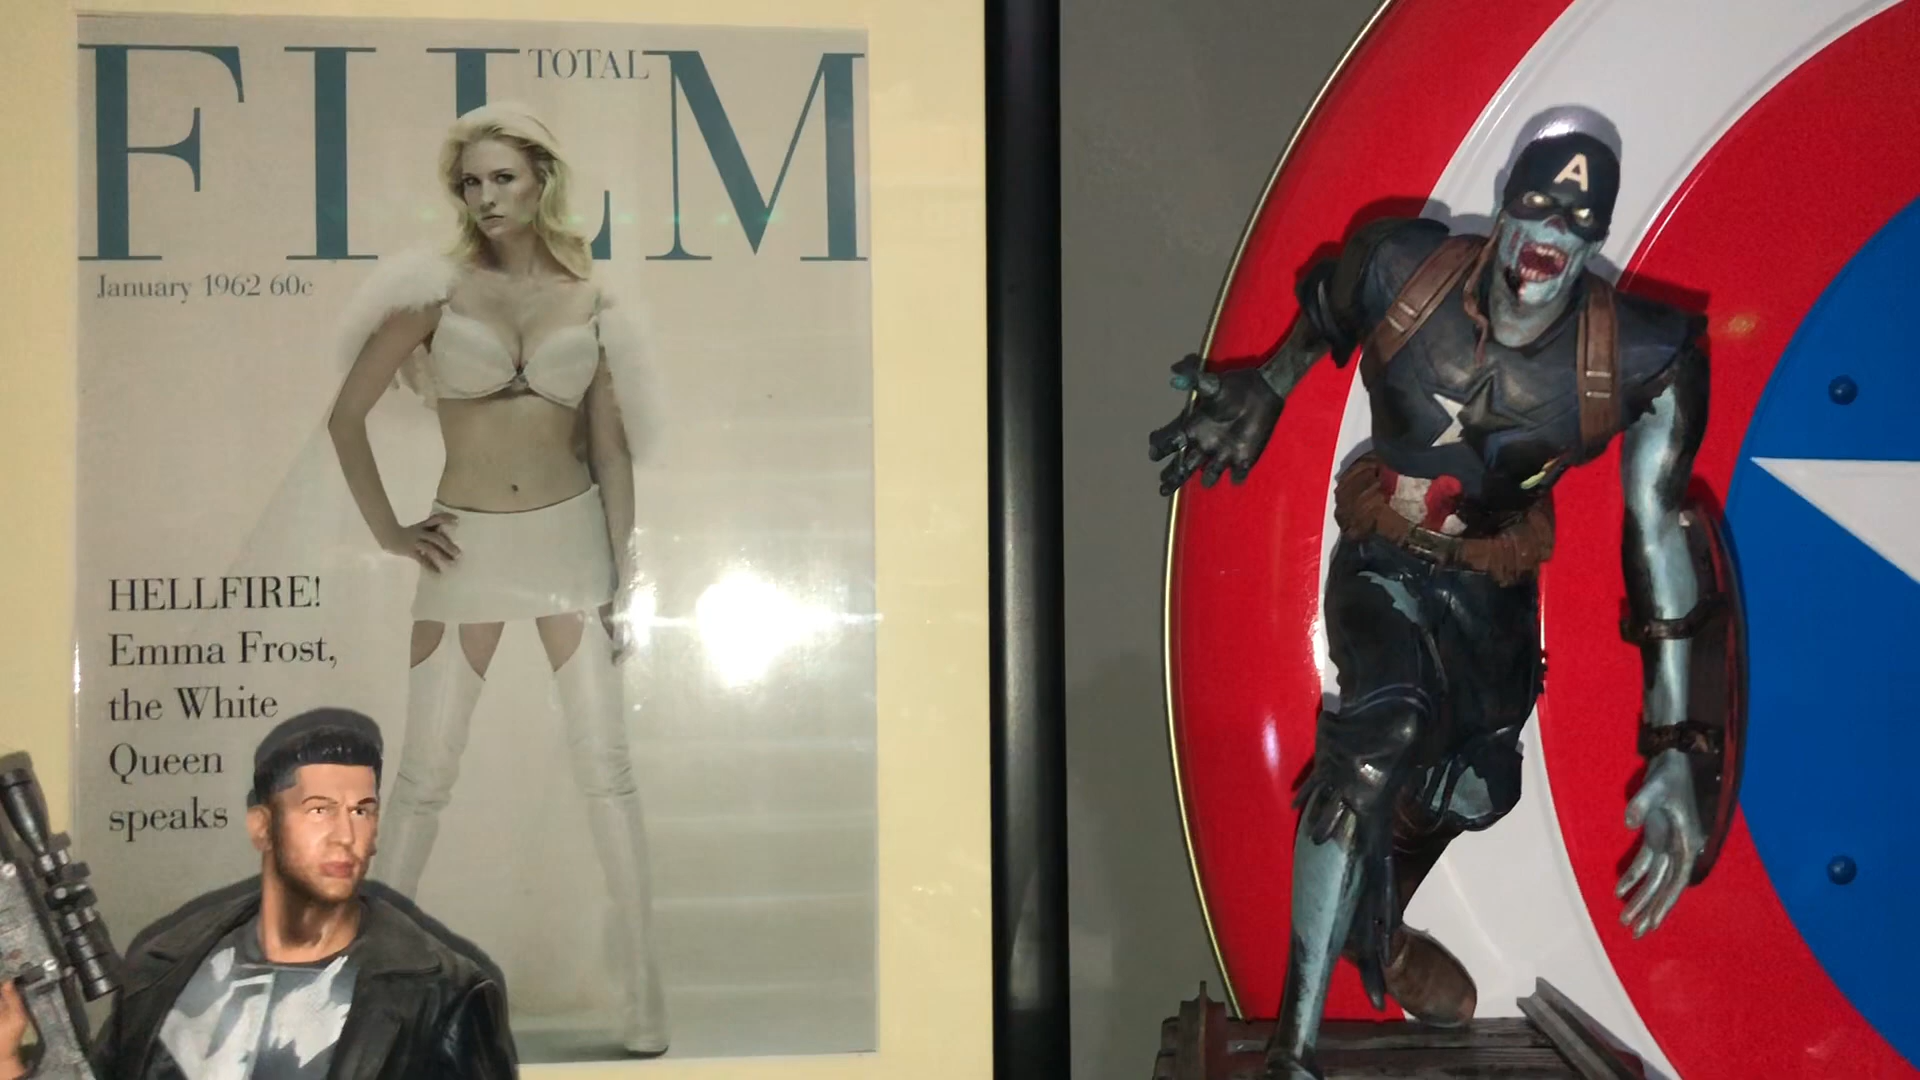 TOTAL
FILM
January 1962 60c
HELLFIRE!
Emma Frost,
the White
Queen
speaks
A